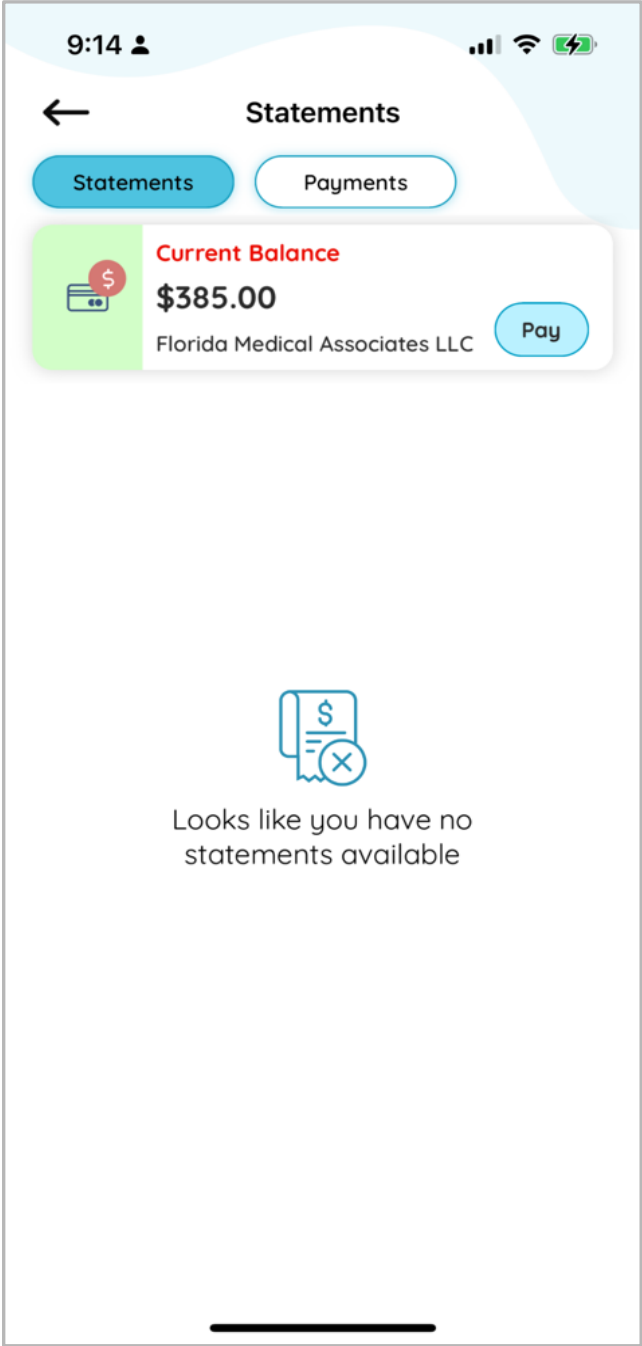 9:14
Statements
Statements
Payments
$
Current Balance
$385.00
Florida Medical Associates LLC
Pay
$
Looks like you have no
statements available